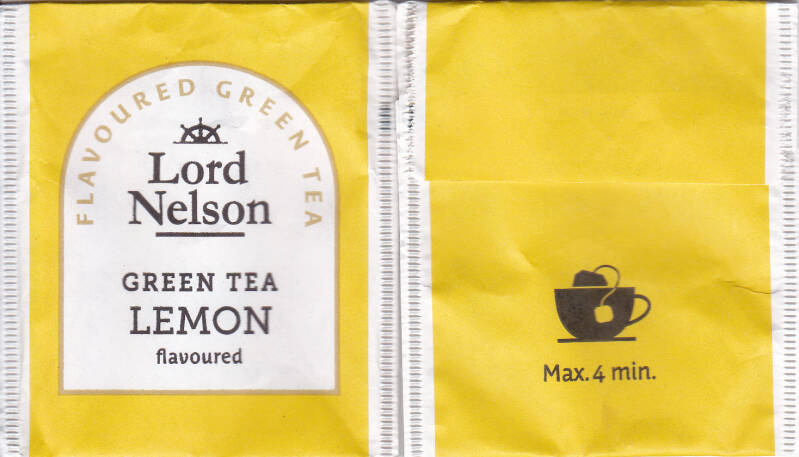 FLAVOURED GREEN TEA
Lord
Nelson
GREEN TEA
LEMON
flavoured
Max. 4 min.